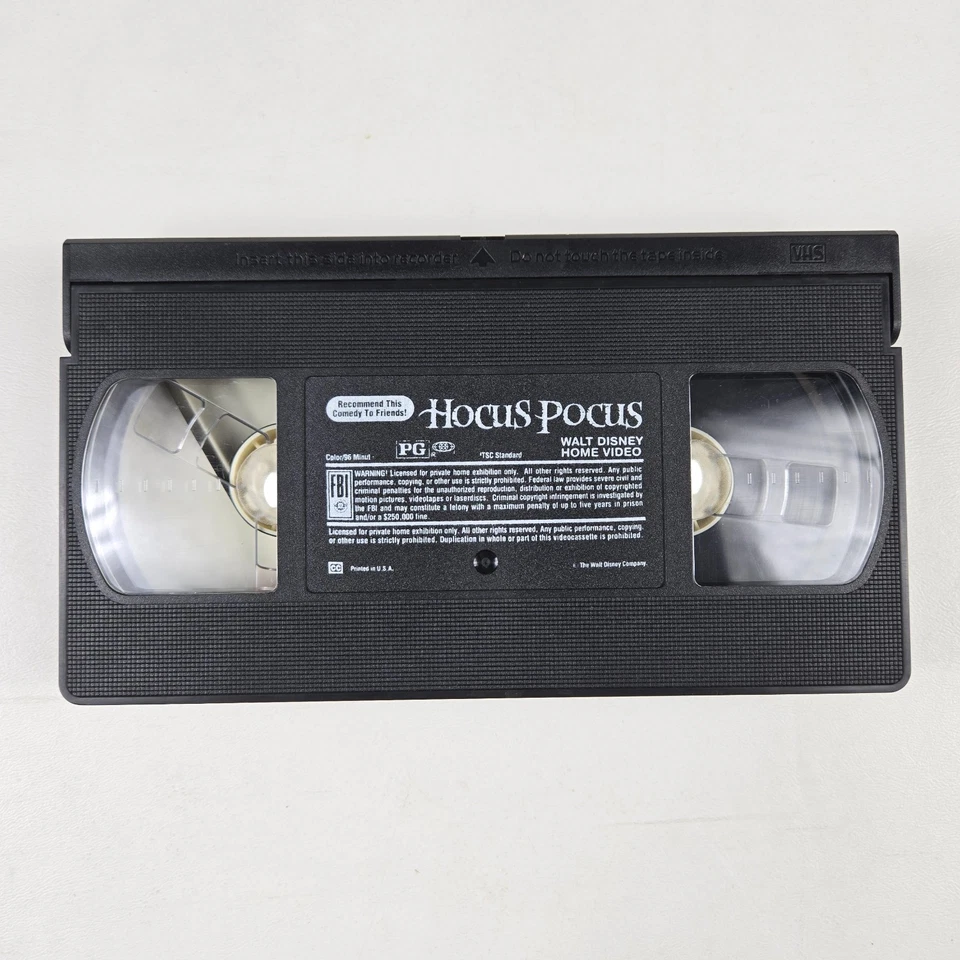 Insert this side into recorder Do not touch the tape inside VHS
Recommend This
Comedy To Friends!
HOCUS POCUS
WALT DISNEY
HOME VIDEO
PG
Color/96 Minut TSC Standard
FBI
WARNING! Licensed for private home exhibition only. All other rights reserved. Any public
performance, copying, or other use is strictly prohibited. Federal law provides severe civil and
criminal penalties for the unauthorized reproduction, distribution or exhibition of copyrighted
motion pictures, videotapes or laserdiscs. Criminal copyright infringement is investigated by
the FBI and may constitute a felony with a maximum penalty of up to five years in prison
and/or a $250,000 fine.
Licensed for private home exhibition only. All other rights reserved. Any public performance, copying,
or other use is strictly prohibited. Duplication in whole or part of this videocassette is prohibited.
CC Printed in U.S.A. The Walt Disney Company.